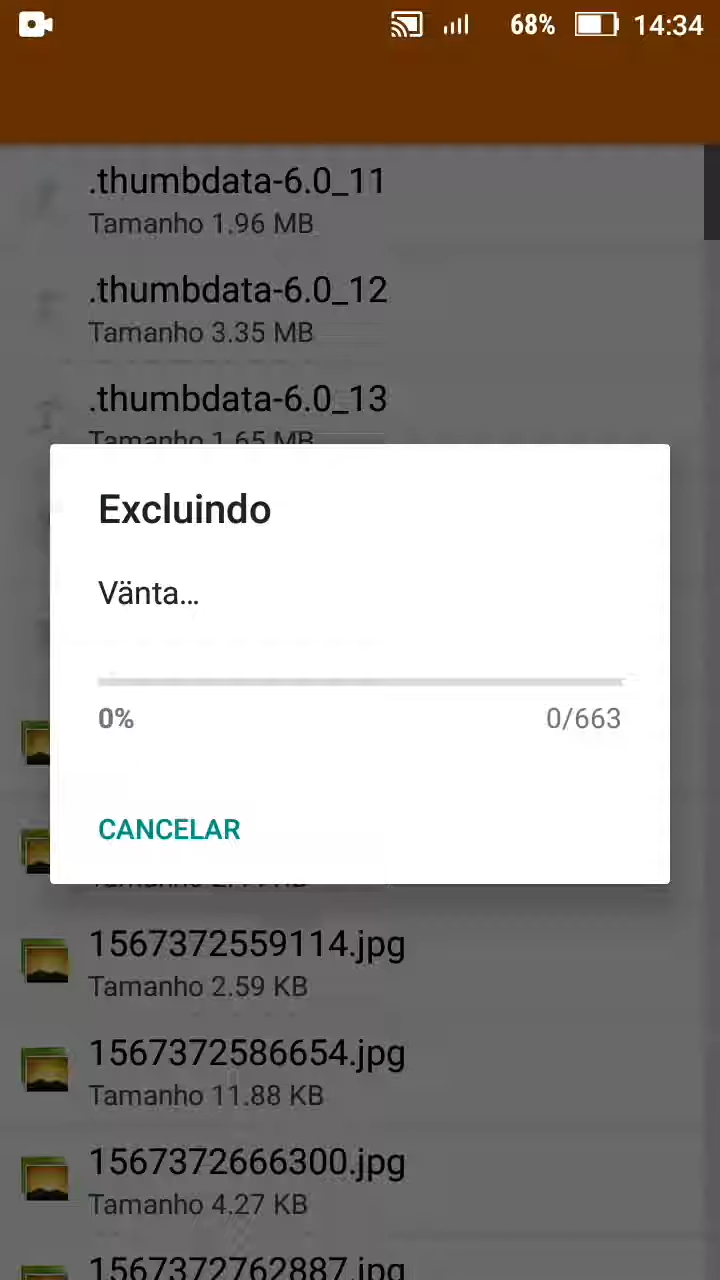 68% 14:34
.thumbdata-6.0_11
Tamanho 1.96 MB
.thumbdata-6.0_12
Tamanho 3.35 MB
.thumbdata-6.0_13
Tamanho 1.65 MB
Excluindo
Vänta...
0% 0/663
CANCELAR
1567372559114.jpg
Tamanho 2.59 KB
1567372586654.jpg
Tamanho 11.88 KB
1567372666300.jpg
Tamanho 4.27 KB
1567372762887.jpg